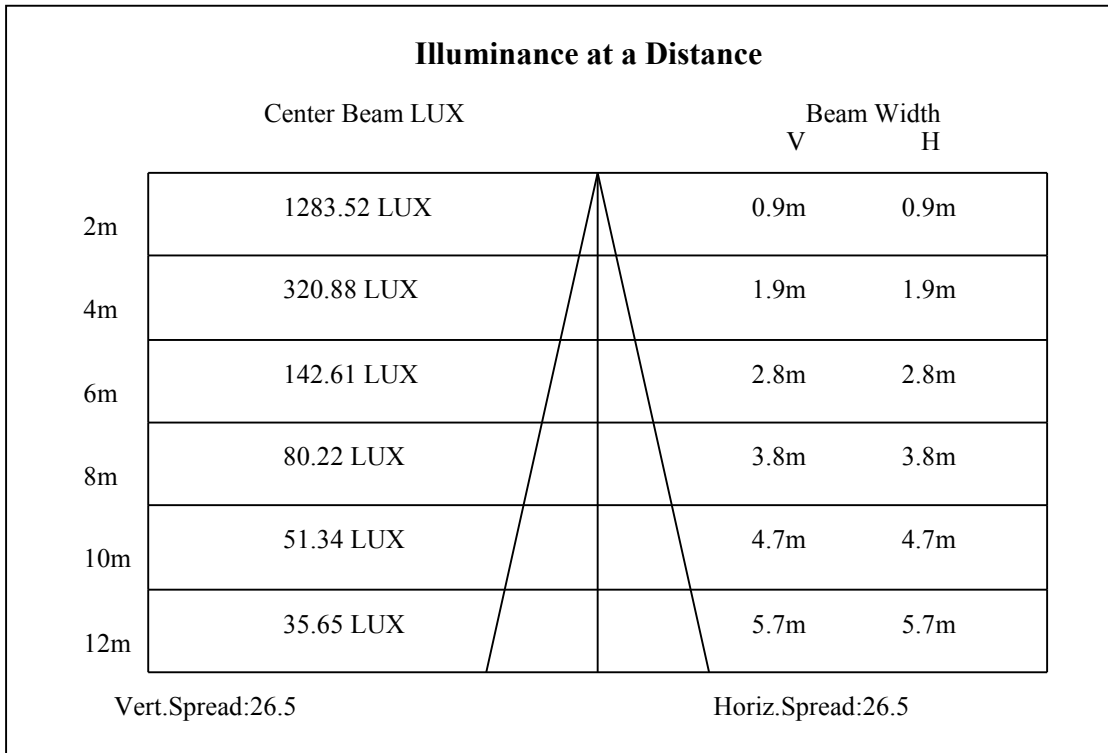 Illuminance at a Distance
Center Beam LUX Beam Width
V H
2m 1283.52 LUX 0.9m 0.9m
4m 320.88 LUX 1.9m 1.9m
6m 142.61 LUX 2.8m 2.8m
8m 80.22 LUX 3.8m 3.8m
10m 51.34 LUX 4.7m 4.7m
12m 35.65 LUX 5.7m 5.7m
Vert.Spread:26.5 Horiz.Spread:26.5